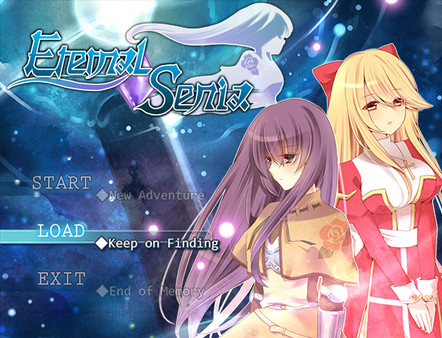 Eternal
Senia
START
◆New Adventure
LOAD
◆Keep on Finding
EXIT
◆End of Memory